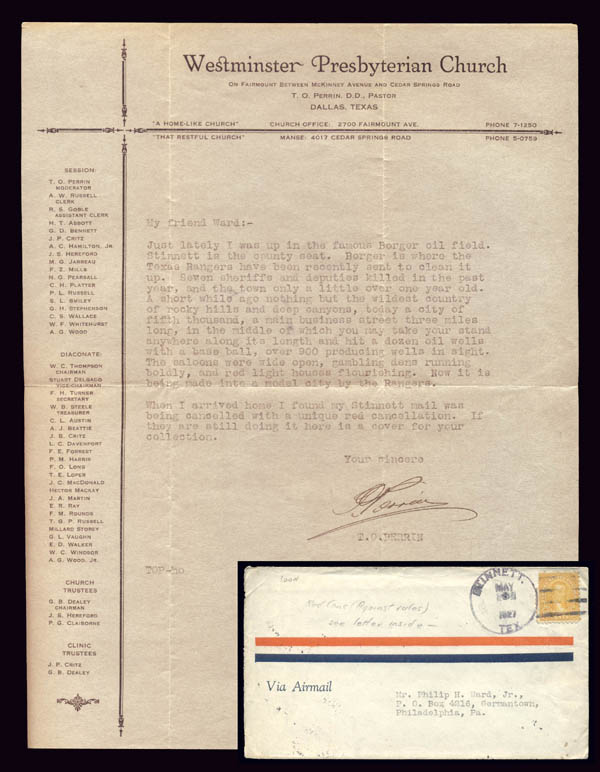 Westminster Presbyterian Church
On Fairmount Between McKinney Avenue and Cedar Springs Road
T. O. Perrin, D.D., Pastor
DALLAS, TEXAS
"A HOME-LIKE CHURCH" CHURCH OFFICE: 2700 FAIRMOUNT AVE. PHONE 7-1250
"THAT RESTFUL CHURCH" MANSE: 4017 CEDAR SPRINGS ROAD PHONE 5-0759
SESSION:
T. O. PERRIN
MODERATOR
A. W. RUSSELL
CLERK
R. S. GOBLE
ASSISTANT CLERK
H. T. ABBOTT
G. D. BENNETT
J. P. CRITZ
A. C. HAMILTON, JR.
J. S. HEREFORD
M. G. JARREAU
F. Z. MILLS
H. G. PEARSALL
C. H. PLATTER
P. L. RUSSELL
S. L. SMILEY
G. H. STEPHENSON
C. S. WALLACE
W. F. WHITEHURST
A. G. WOOD
DIACONATE:
W. C. THOMPSON
CHAIRMAN
STUART DELSACO
VICE-CHAIRMAN
F. H. TURNER
SECRETARY
W. B. STEELE
TREASURER
C. L. AUSTIN
A. J. BEATTIE
J. B. CRITZ
L. C. DAVENPORT
F. E. FORREST
P. M. HARRIS
F. D. LONG
T. E. LOPER
J. C. MACDONALD
HECTOR MACKAY
J. A. MARTIN
E. R. RAY
F. M. ROUNDS
T. G. P. RUSSELL
MILLARD STOREY
G. L. VAUGHN
E. D. WALKER
W. C. WINDSOR
A. G. WOOD, JR.
CHURCH
TRUSTEES
G. B. DEALEY
CHAIRMAN
J. S. HEREFORD
P. G. CLAIBORNE
CLINIC
TRUSTEES
J. P. CRITZ
G. B. DEALEY
My friend Ward:-
Just lately I was up in the famous Borger oil field.
Stinnett is the county seat. Borger is where the
Texas Rangers have been recently sent to clean it
up. Seven sheriffs and deputies killed in the past
year, and the town only a little over one year old.
A short while ago nothing but the wildest country
of rocky hills and deep canyons, today a city of
fifth thousand, a main business street three miles
long, in the middle of which you may take your stand
anywhere along its length and hit a dozen oil wells
with a base ball, over 900 producing wells in sight.
The saloons were wide open, gambling dens running
boldly, and red light houses flourishing. Now it is
being made into a model city by the Rangers.
When I arrived home I found my Stinnett mail was
being cancelled with a unique red cancellation. If
they are still doing it here is a cover for your
collection.
Your sincere
T.O.Perrin
T.O.PERRIN
TOP-
STINNETT,
MAY
1927
TEX.
Red Canc (Against rules)
see letter inside —
Via Airmail
Mr. Philip H. Ward, Jr.,
P. O. Box 4216, Germantown,
Philadelphia, Pa.